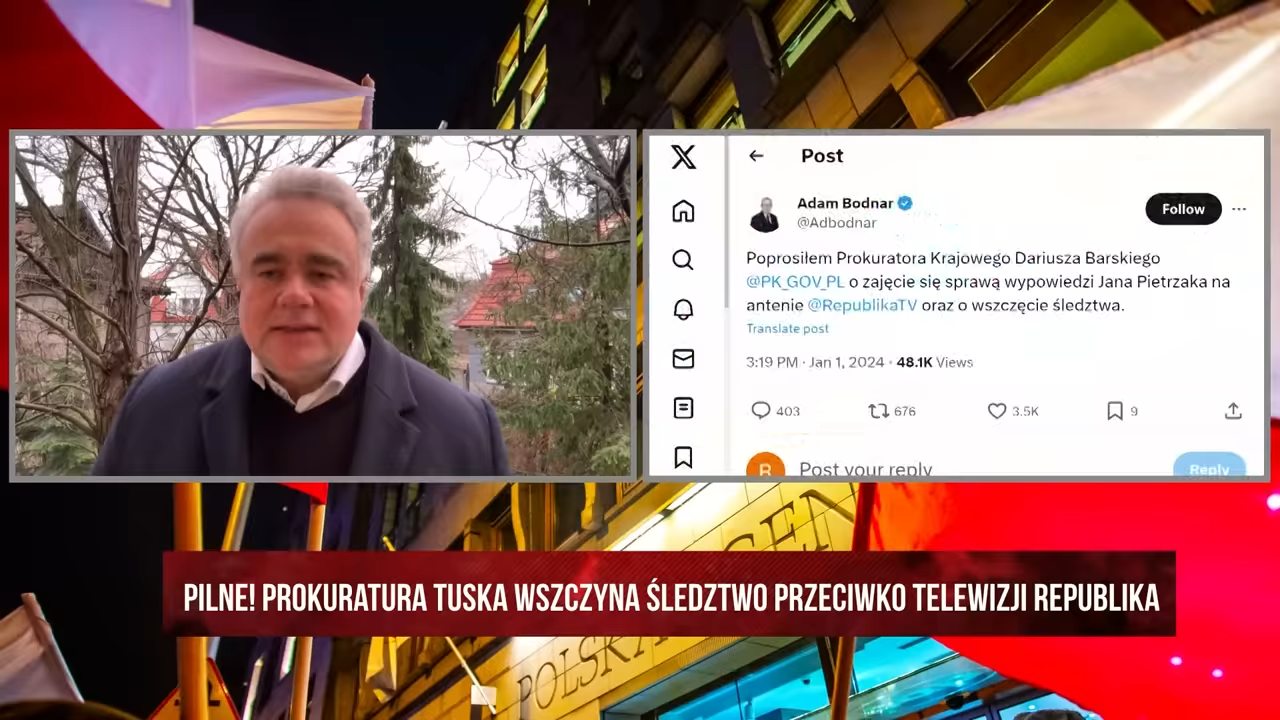 X
Post
Adam Bodnar
@Adbodnar
Follow
Poprosiłem Prokuratora Krajowego Dariusza Barskiego
@PK_GOV_PL o zajęcie się sprawą wypowiedzi Jana Pietrzaka na
antenie @RepublikaTV oraz o wszczęcie śledztwa.
Translate post
3:19 PM · Jan 1, 2024 · 48.1K Views
403 676 3.5K 9
R Post your reply Reply
PILNE! PROKURATURA TUSKA WSZCZYNA ŚLEDZTWO PRZECIWKO TELEWIZJI REPUBLIKA
POLSKA